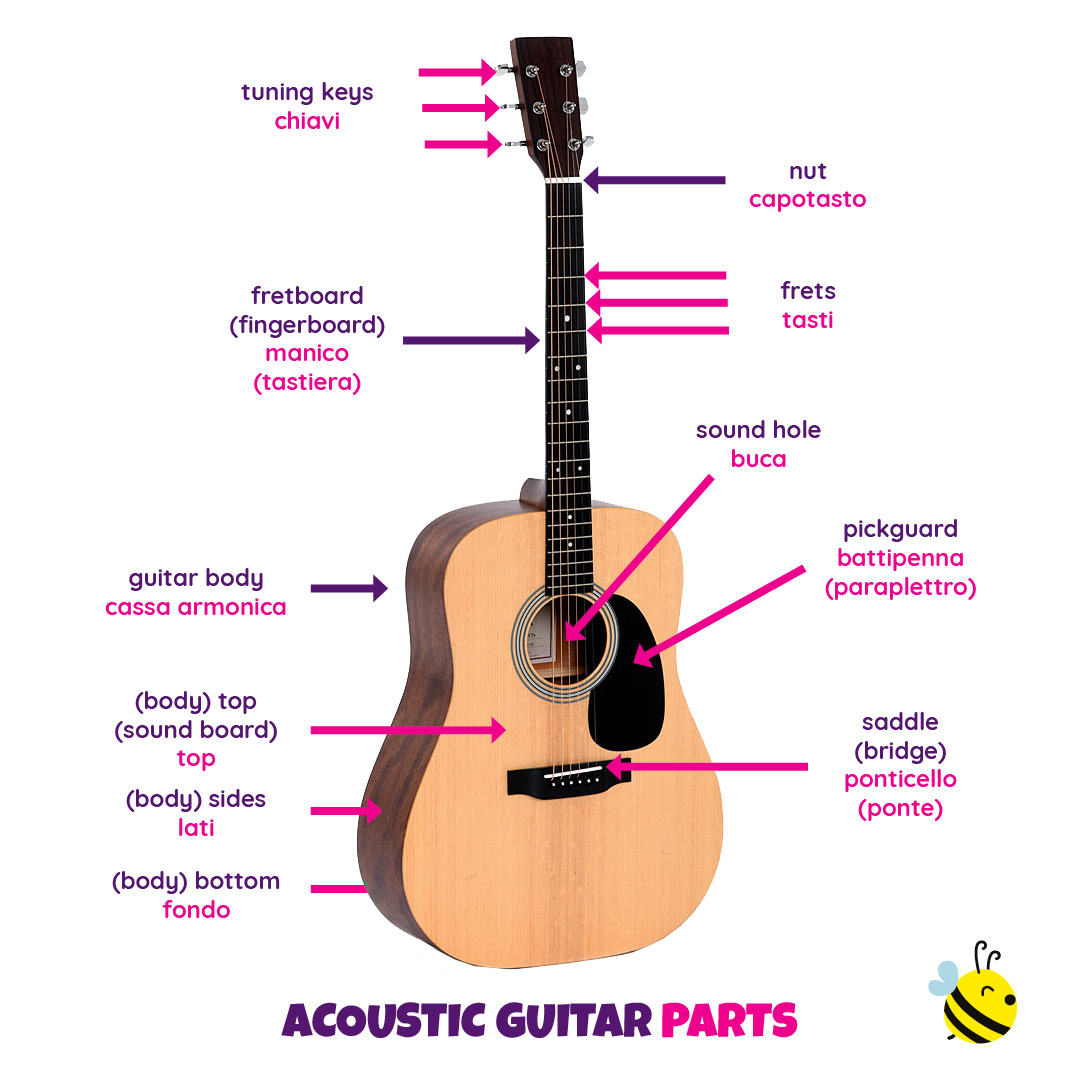 tuning keys
chiavi
nut
capotasto
fretboard
(fingerboard)
manico
(tastiera)
frets
tasti
sound hole
buca
pickguard
battipenna
(paraplettro)
guitar body
cassa armonica
(body) top
(sound board)
top
saddle
(bridge)
ponticello
(ponte)
(body) sides
lati
(body) bottom
fondo
ACOUSTIC GUITAR PARTS